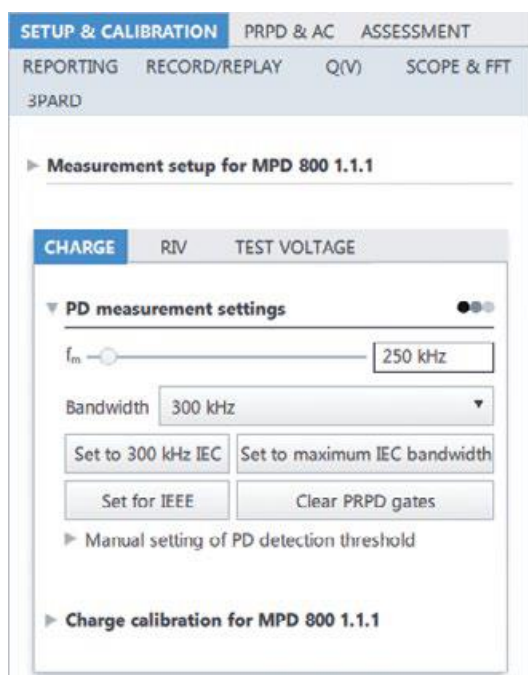 SETUP & CALIBRATION PRPD & AC ASSESSMENT
REPORTING RECORD/REPLAY Q(V) SCOPE & FFT
3PARD
Measurement setup for MPD 800 1.1.1
CHARGE RIV TEST VOLTAGE
PD measurement settings
fm 250 kHz
Bandwidth 300 kHz
Set to 300 kHz IEC Set to maximum IEC bandwidth
Set for IEEE Clear PRPD gates
Manual setting of PD detection threshold
Charge calibration for MPD 800 1.1.1